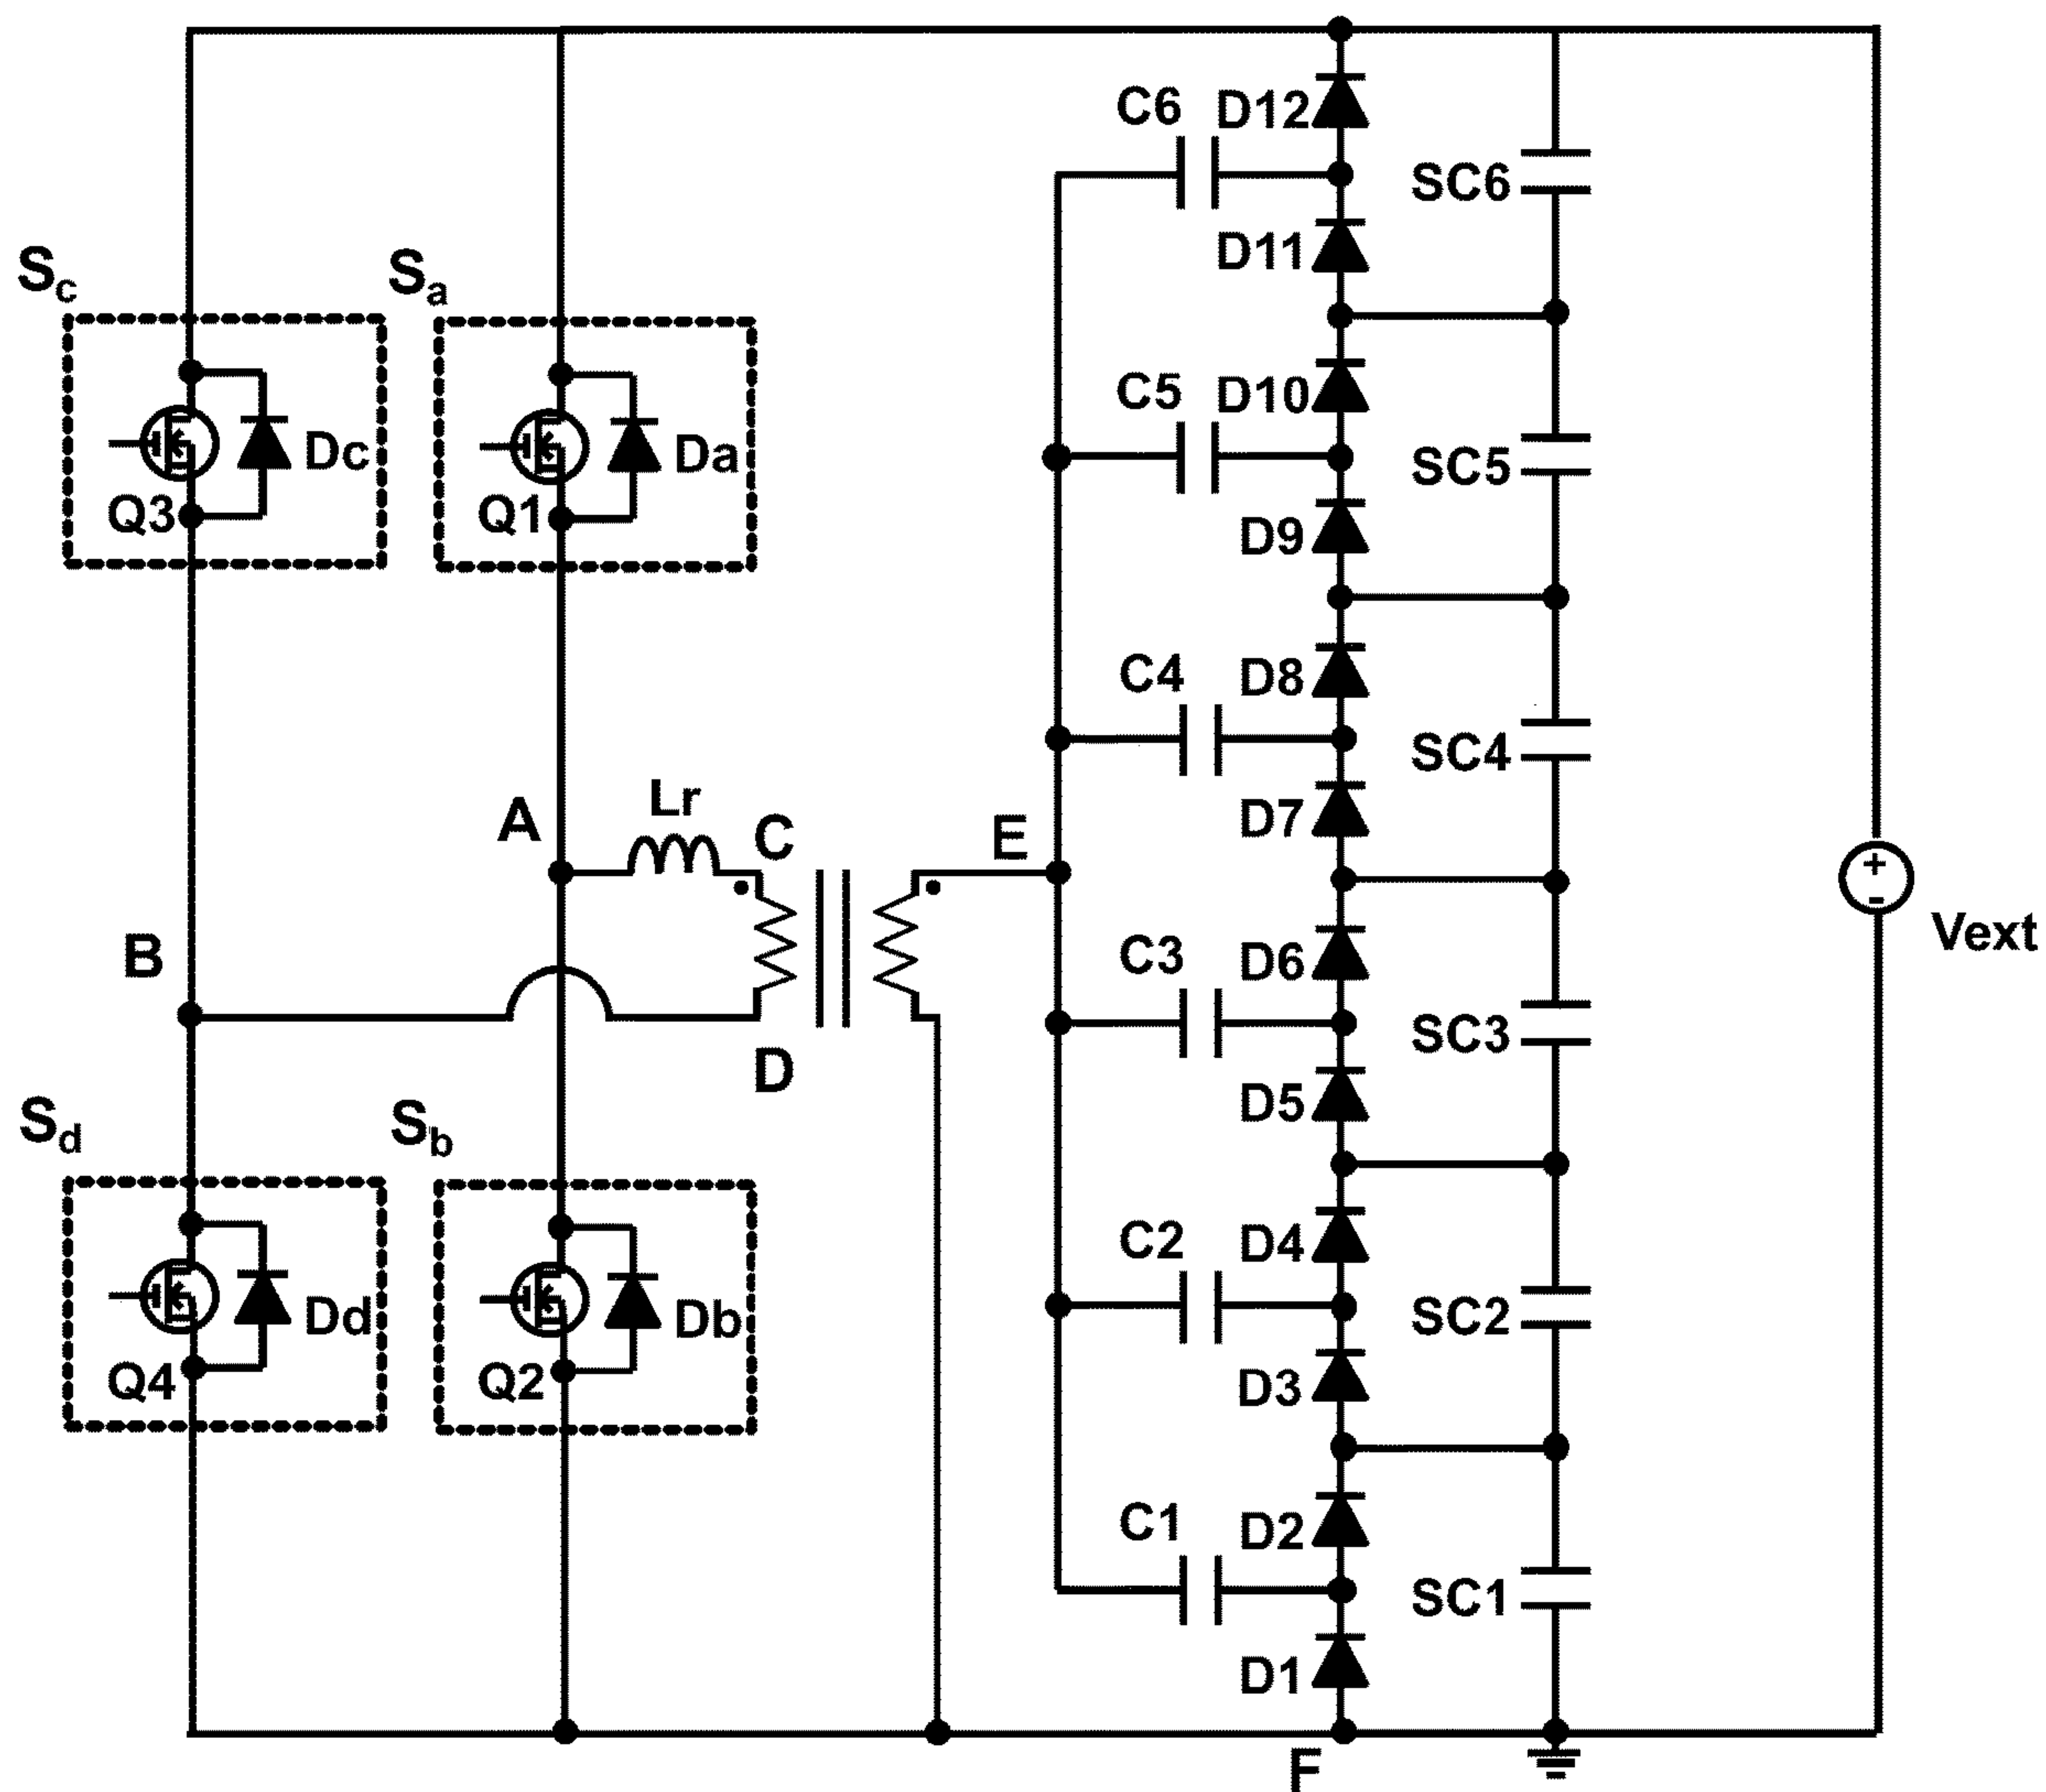 C6
D12
SC6
D11
Sc
Sa
C5
D10
SC5
Dc
Da
Q3
Q1
D9
C4
D8
SC4
Lr
A
C
E
D7
+
-
Vext
B
C3
D6
SC3
D
D5
Sd
Sb
C2
D4
SC2
Dd
Db
Q4
Q2
D3
C1
D2
SC1
D1
F